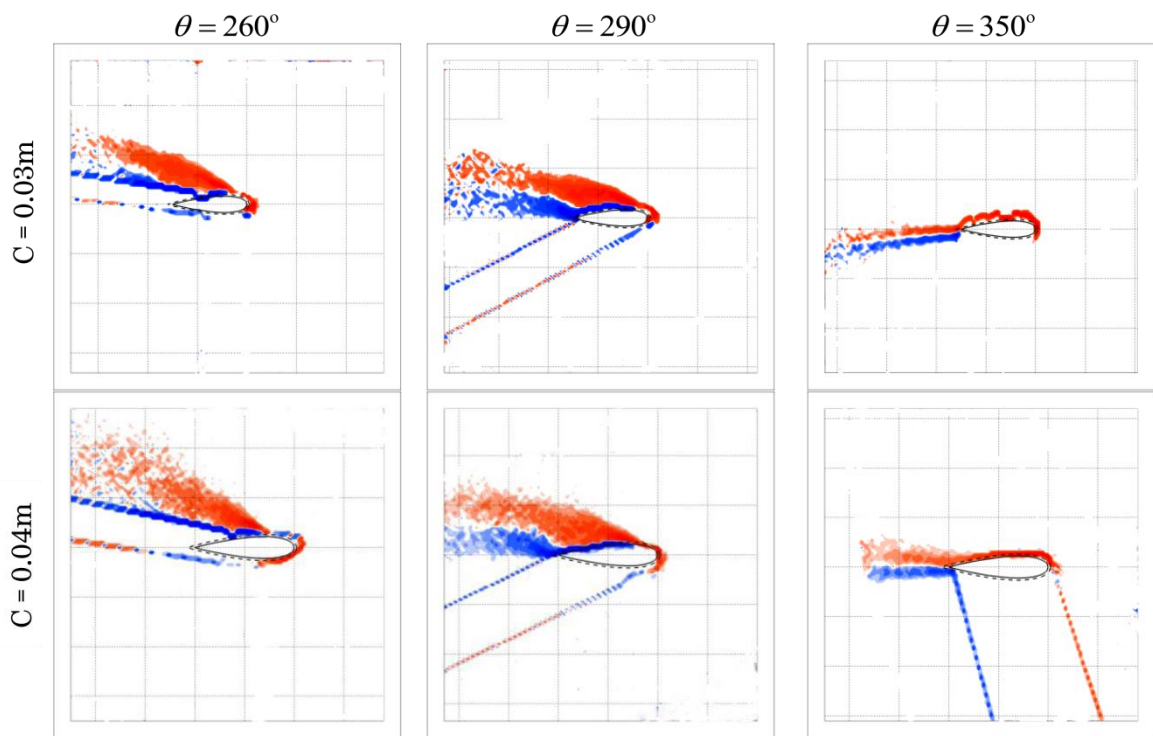 θ = 260° θ = 290° θ = 350°
C = 0.03m
C = 0.04m